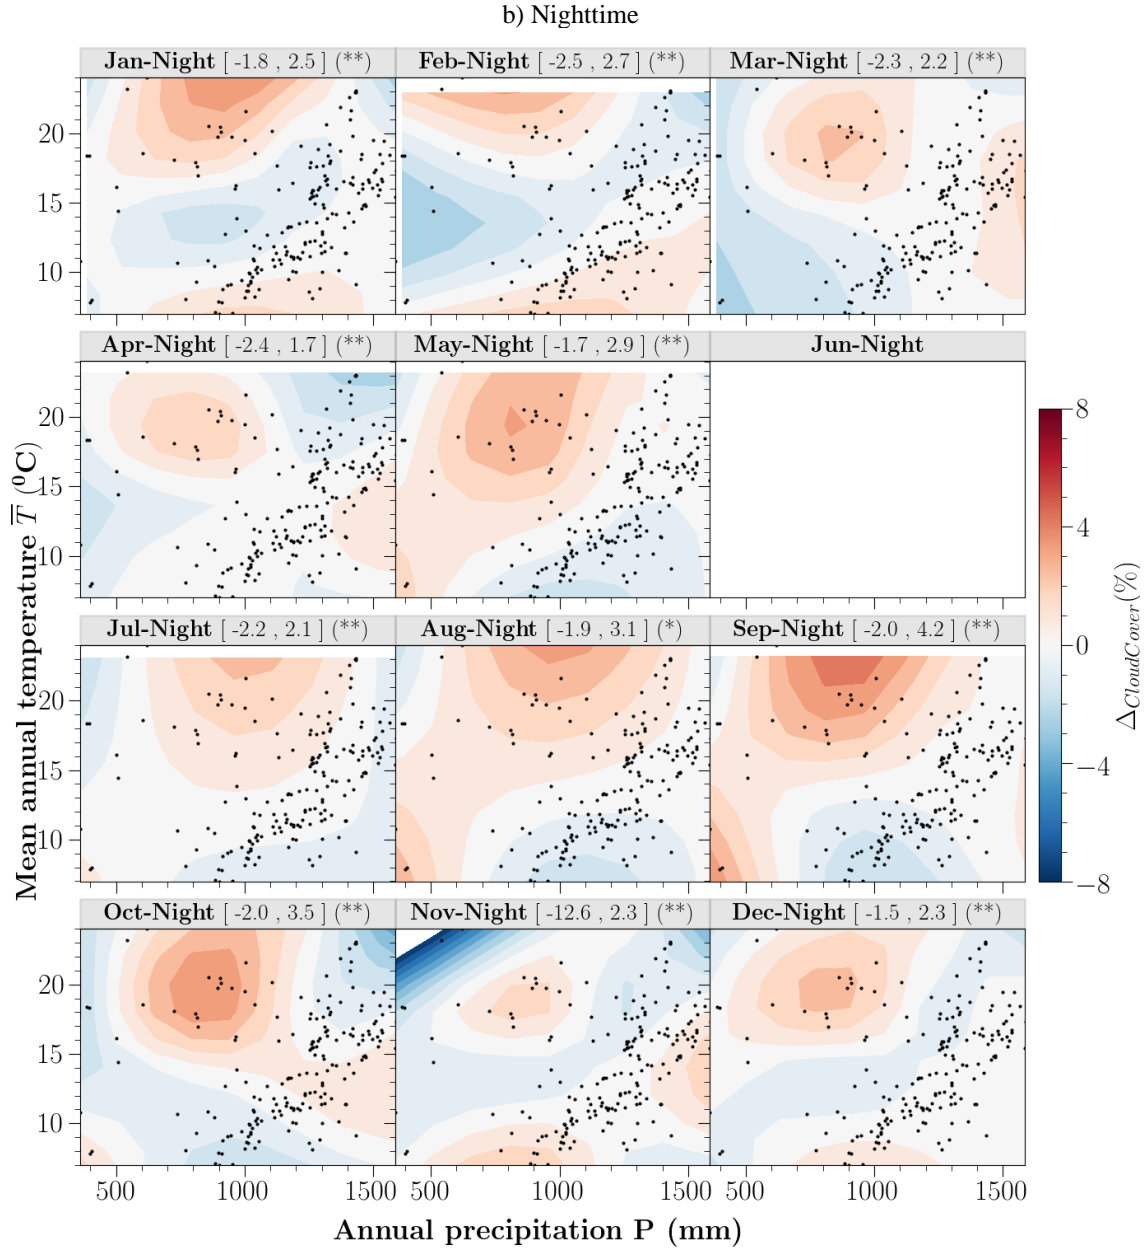 b) Nighttime
Jan-Night [ -1.8 , 2.5 ] (**)
Feb-Night [ -2.5 , 2.7 ] (**)
Mar-Night [ -2.3 , 2.2 ] (**)
20
15
10
Apr-Night [ -2.4 , 1.7 ] (**)
May-Night [ -1.7 , 2.9 ] (**)
Jun-Night
20
15
10
Jul-Night [ -2.2 , 2.1 ] (**)
Aug-Night [ -1.9 , 3.1 ] (*)
Sep-Night [ -2.0 , 4.2 ] (**)
20
15
10
Oct-Night [ -2.0 , 3.5 ] (**)
Nov-Night [ -12.6 , 2.3 ] (**)
Dec-Night [ -1.5 , 2.3 ] (**)
20
15
10
500 1000 1500
500 1000 1500
500 1000 1500
Annual precipitation P (mm)
Mean annual temperature T̅ (⁰C)
8
4
0
−4
−8
Δ CloudCover(%)